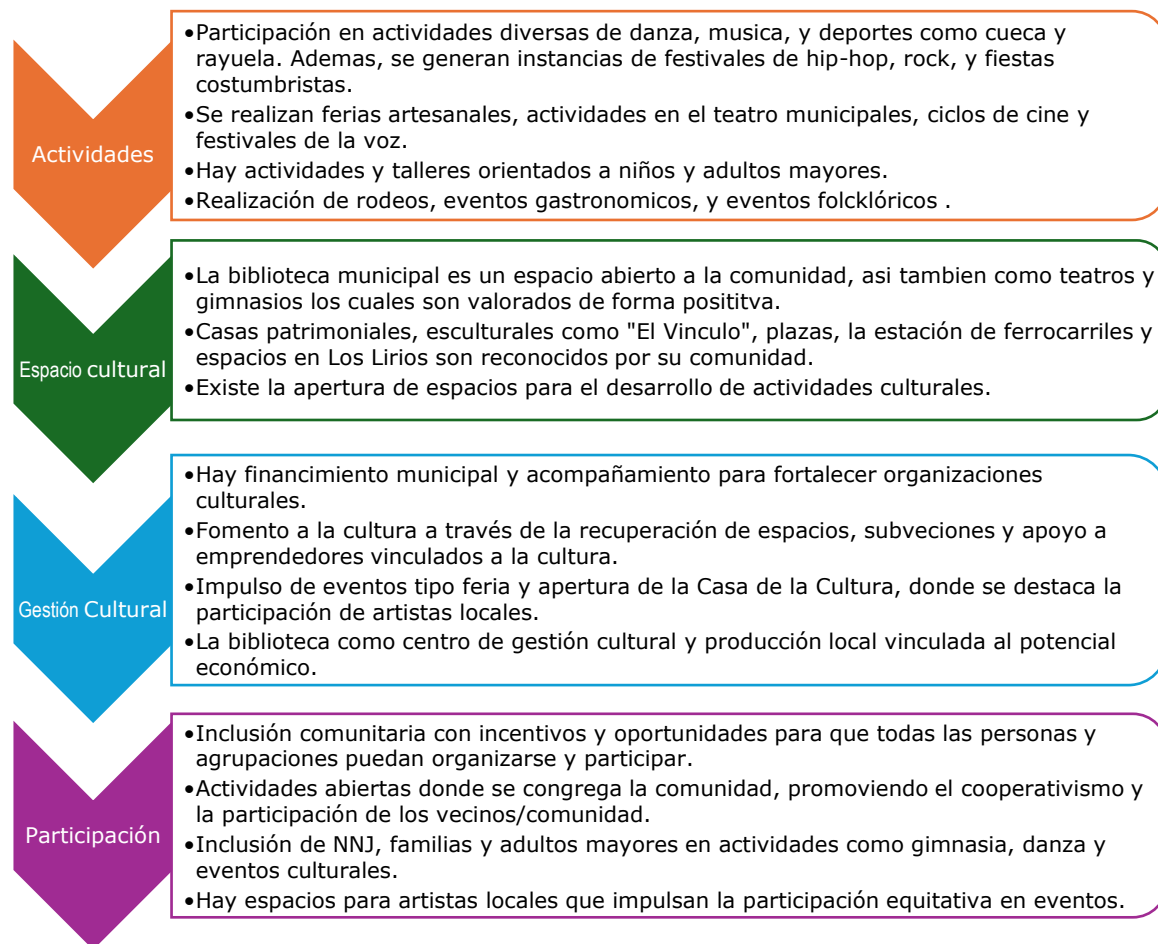 Actividades
•Participación en actividades diversas de danza, musica, y deportes como cueca y
rayuela. Ademas, se generan instancias de festivales de hip-hop, rock, y fiestas
costumbristas.
•Se realizan ferias artesanales, actividades en el teatro municipales, ciclos de cine y
festivales de la voz.
•Hay actividades y talleres orientados a niños y adultos mayores.
•Realización de rodeos, eventos gastronomicos, y eventos folcklóricos .
Espacio cultural
•La biblioteca municipal es un espacio abierto a la comunidad, asi tambien como teatros y
gimnasios los cuales son valorados de forma posititva.
•Casas patrimoniales, esculturales como "El Vinculo", plazas, la estación de ferrocarriles y
espacios en Los Lirios son reconocidos por su comunidad.
•Existe la apertura de espacios para el desarrollo de actividades culturales.
Gestión Cultural
•Hay financimiento municipal y acompañamiento para fortalecer organizaciones
culturales.
•Fomento a la cultura a través de la recuperación de espacios, subveciones y apoyo a
emprendedores vinculados a la cultura.
•Impulso de eventos tipo feria y apertura de la Casa de la Cultura, donde se destaca la
participación de artistas locales.
•La biblioteca como centro de gestión cultural y producción local vinculada al potencial
económico.
Participación
•Inclusión comunitaria con incentivos y oportunidades para que todas las personas y
agrupaciones puedan organizarse y participar.
•Actividades abiertas donde se congrega la comunidad, promoviendo el cooperativismo y
la participación de los vecinos/comunidad.
•Inclusión de NNJ, familias y adultos mayores en actividades como gimnasia, danza y
eventos culturales.
•Hay espacios para artistas locales que impulsan la participación equitativa en eventos.